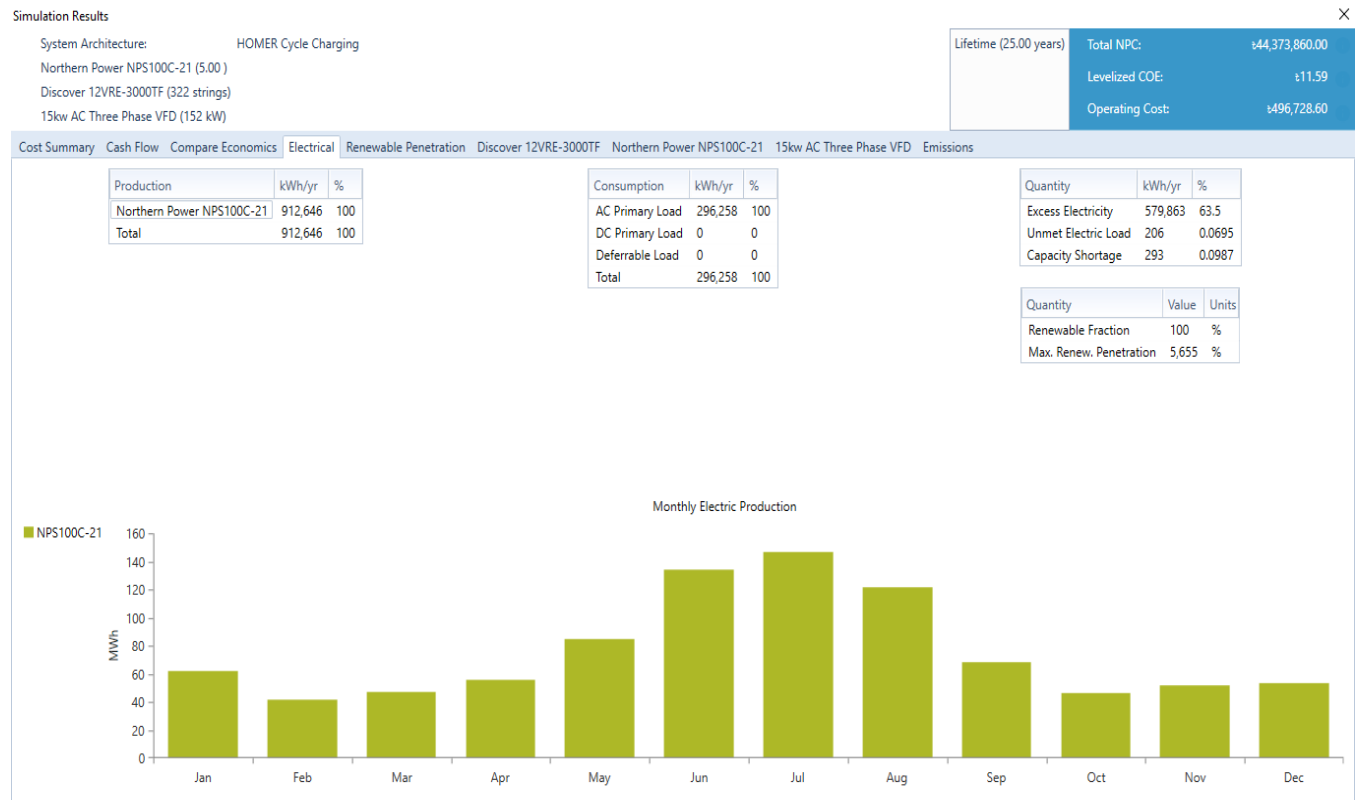 Simulation Results
System Architecture: HOMER Cycle Charging
Northern Power NPS100C-21 (5.00 )
Discover 12VRE-3000TF (322 strings)
15kw AC Three Phase VFD (152 kW)
Lifetime (25.00 years)
Total NPC: ৳44,373,860.00
Levelized COE: ৳11.59
Operating Cost: ৳496,728.60
Cost Summary Cash Flow Compare Economics Electrical Renewable Penetration Discover 12VRE-3000TF Northern Power NPS100C-21 15kw AC Three Phase VFD Emissions
Production kWh/yr %
Northern Power NPS100C-21 912,646 100
Total 912,646 100
Consumption kWh/yr %
AC Primary Load 296,258 100
DC Primary Load 0 0
Deferrable Load 0 0
Total 296,258 100
Quantity kWh/yr %
Excess Electricity 579,863 63.5
Unmet Electric Load 206 0.0695
Capacity Shortage 293 0.0987
Quantity Value Units
Renewable Fraction 100 %
Max. Renew. Penetration 5,655 %
Monthly Electric Production
NPS100C-21
MWh
160
140
120
100
80
60
40
20
0
Jan Feb Mar Apr May Jun Jul Aug Sep Oct Nov Dec